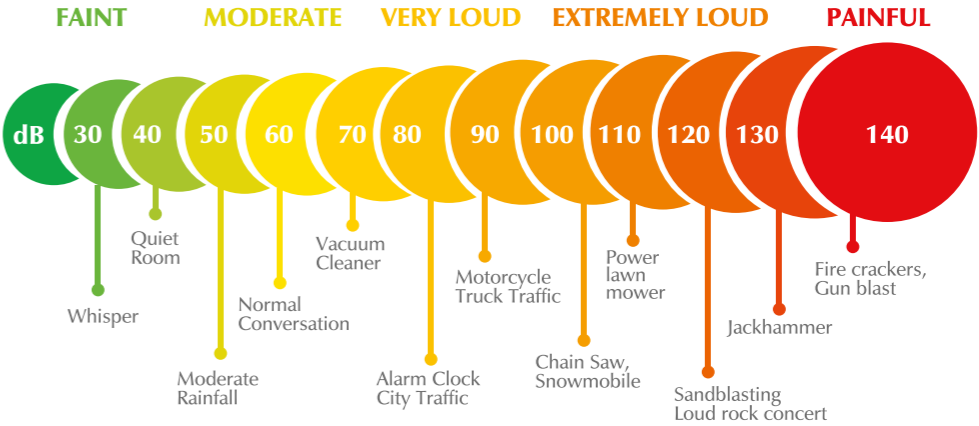 FAINT
MODERATE
VERY LOUD
EXTREMELY LOUD
PAINFUL
dB
30
40
50
60
70
80
90
100
110
120
130
140
Whisper
Quiet
Room
Moderate
Rainfall
Normal
Conversation
Vacuum
Cleaner
Alarm Clock
City Traffic
Motorcycle
Truck Traffic
Chain Saw,
Snowmobile
Power
lawn
mower
Sandblasting
Loud rock concert
Jackhammer
Fire crackers,
Gun blast